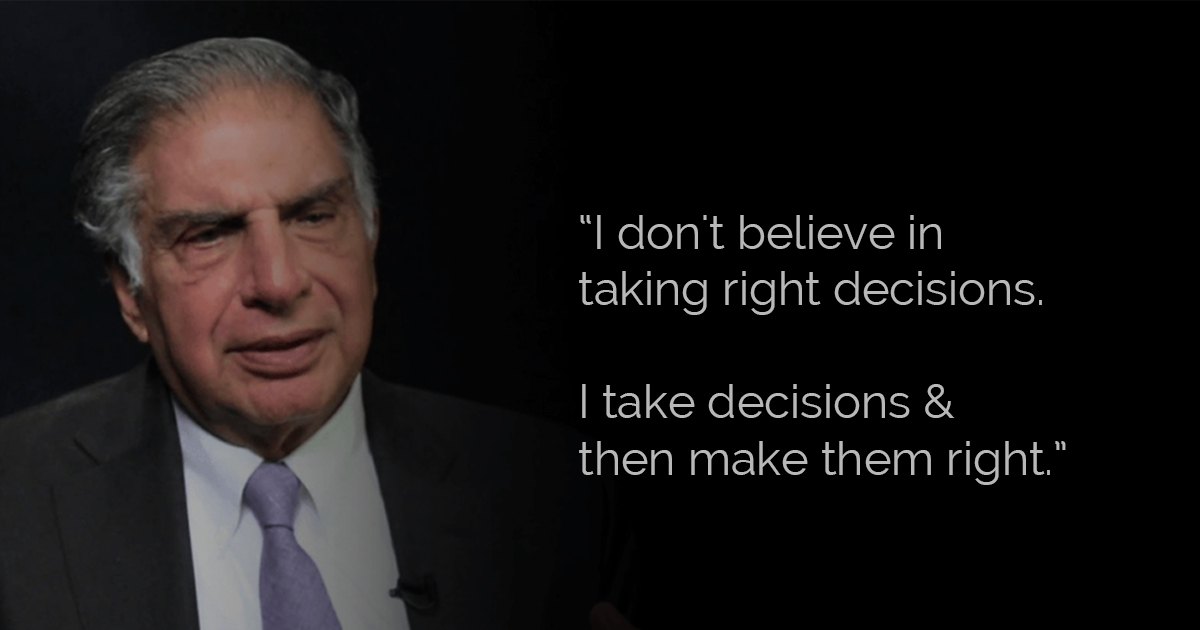 “I don't believe in
taking right decisions.
I take decisions &
then make them right.”